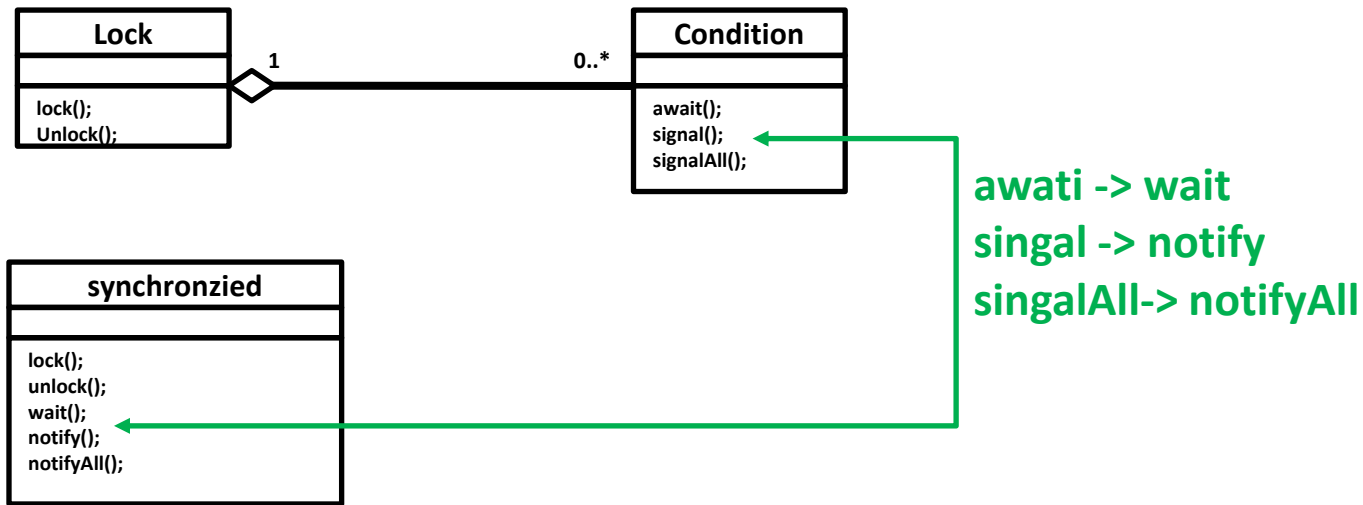 Lock
lock();
Unlock();
1
0..*
Condition
await();
signal();
signalAll();
awati -> wait
singal -> notify
singalAll-> notifyAll
synchronzied
lock();
unlock();
wait();
notify();
notifyAll();